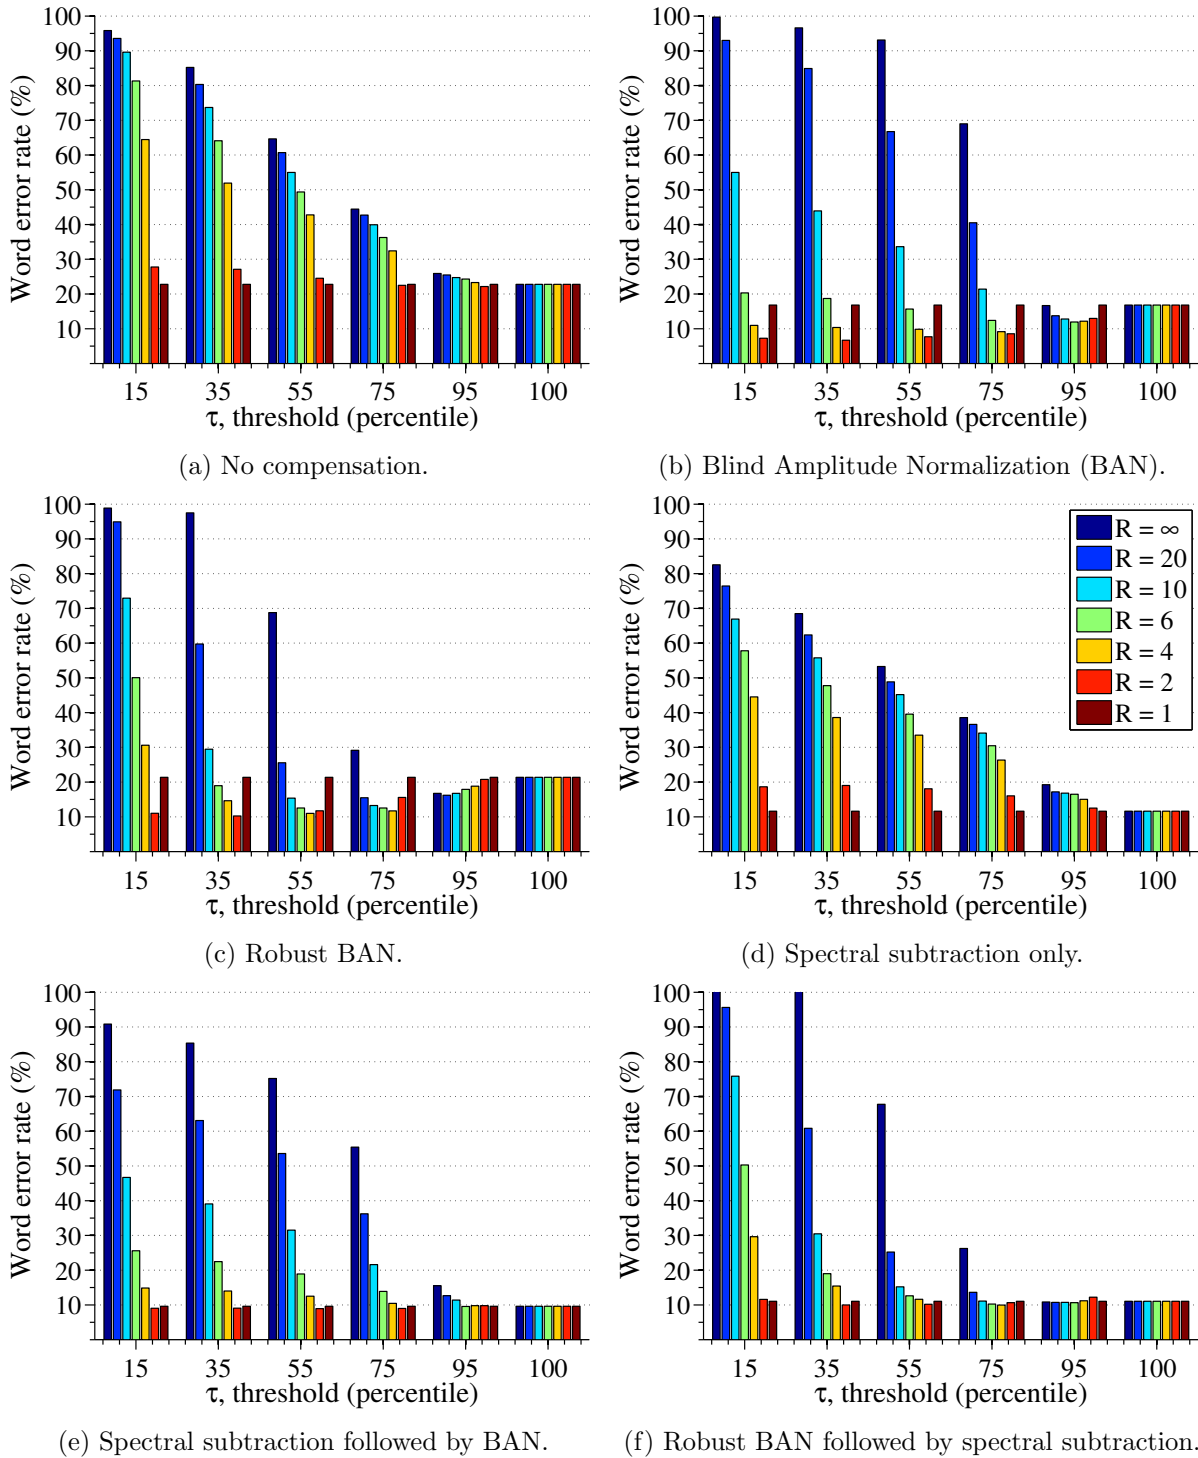 100
90
80
70
60
50
40
30
20
10
Word error rate (%)
15 35 55 75 95 100
τ, threshold (percentile)
(a) No compensation.
100
90
80
70
60
50
40
30
20
10
Word error rate (%)
15 35 55 75 95 100
τ, threshold (percentile)
(b) Blind Amplitude Normalization (BAN).
100
90
80
70
60
50
40
30
20
10
Word error rate (%)
15 35 55 75 95 100
τ, threshold (percentile)
(c) Robust BAN.
100
90
80
70
60
50
40
30
20
10
Word error rate (%)
R = ∞
R = 20
R = 10
R = 6
R = 4
R = 2
R = 1
15 35 55 75 95 100
τ, threshold (percentile)
(d) Spectral subtraction only.
100
90
80
70
60
50
40
30
20
10
Word error rate (%)
15 35 55 75 95 100
τ, threshold (percentile)
(e) Spectral subtraction followed by BAN.
100
90
80
70
60
50
40
30
20
10
Word error rate (%)
15 35 55 75 95 100
τ, threshold (percentile)
(f) Robust BAN followed by spectral subtraction.